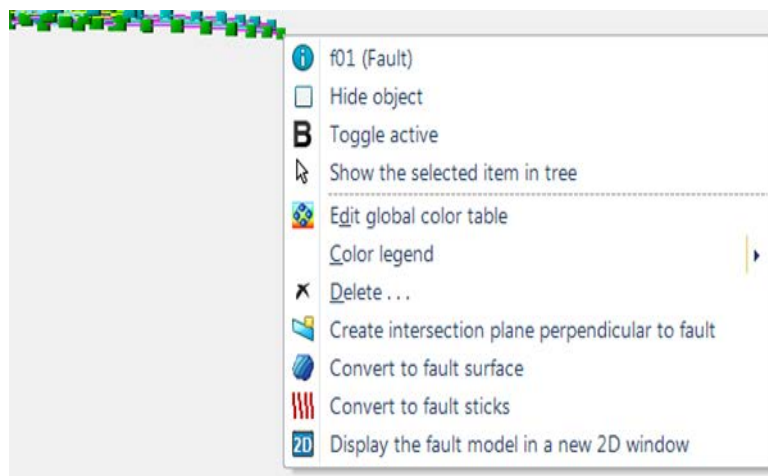 f01 (Fault)
Hide object
B Toggle active
Show the selected item in tree
Edit global color table
Color legend
Delete . . .
Create intersection plane perpendicular to fault
Convert to fault surface
Convert to fault sticks
2D Display the fault model in a new 2D window